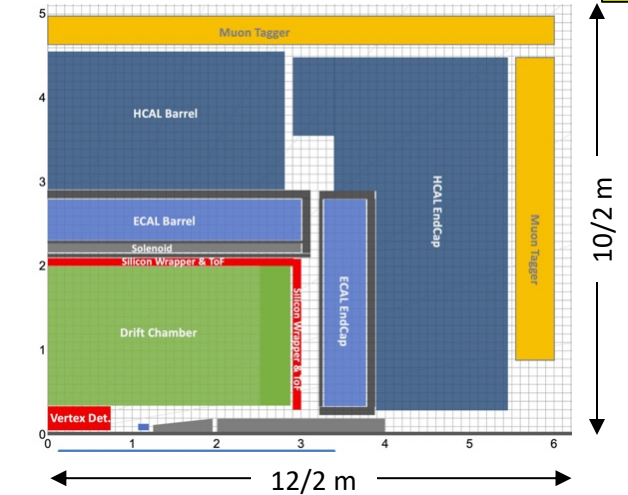 5
Muon Tagger
4
HCAL Barrel
3
HCAL EndCap
ECAL Barrel
Muon Tagger
10/2 m
Solenoid
2
Silicon Wrapper & ToF
ECAL EndCap
Silicon Wrapper & ToF
Drift Chamber
1
Vertex Det.
0
0 1 2 3 4 5 6
12/2 m